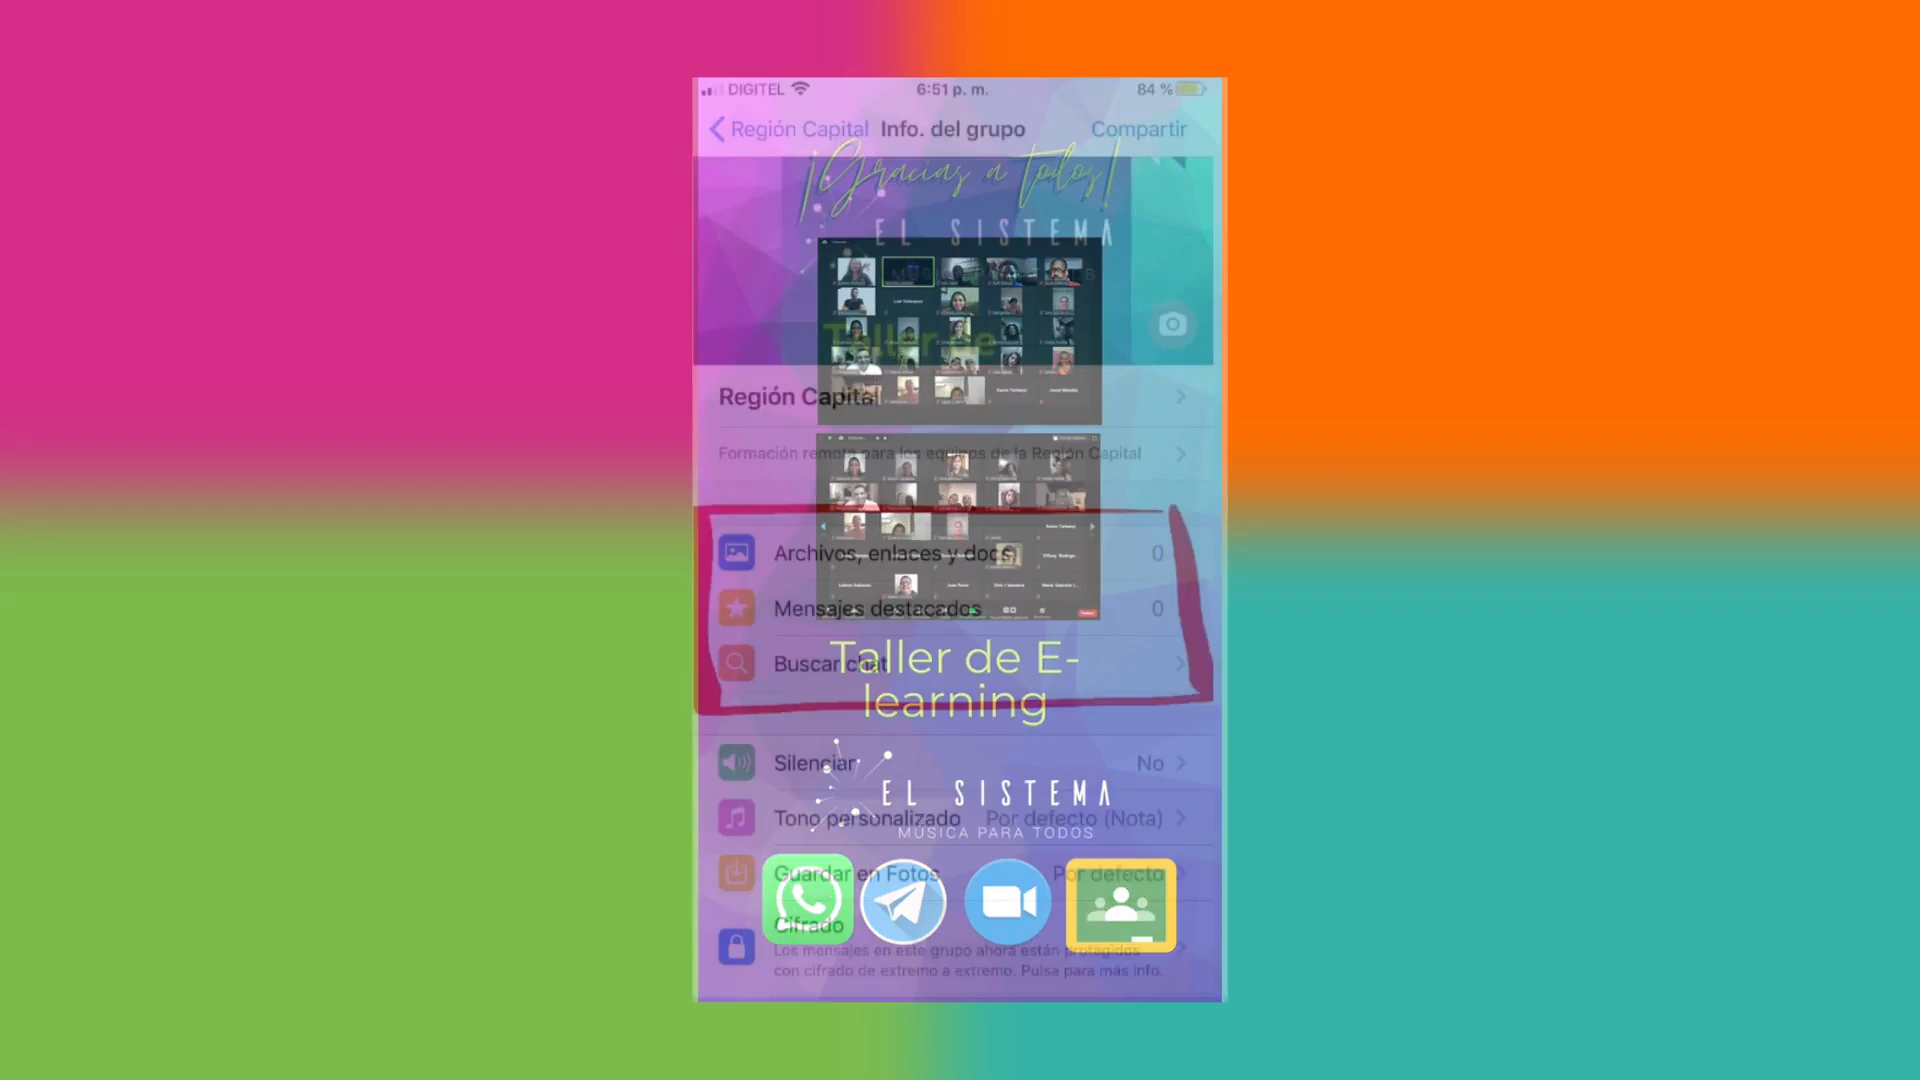 DIGITEL 6:51 p. m. 84 %
Región Capital Info. del grupo Compartir
¡Gracias a todos!
EL SISTEMA
Taller de
Región Capital
Formación remota para los equipos de la Región Capital
Archivos, enlaces y docs 0
Mensajes destacados 0
Buscar chat
Taller de E-
learning
Silenciar No
EL SISTEMA
Tono personalizado Por defecto (Nota)
MÚSICA PARA TODOS
Guardar en Fotos Por defecto
Cifrado
Los mensajes en este grupo ahora están protegidos
con cifrado de extremo a extremo. Pulsa para más info.